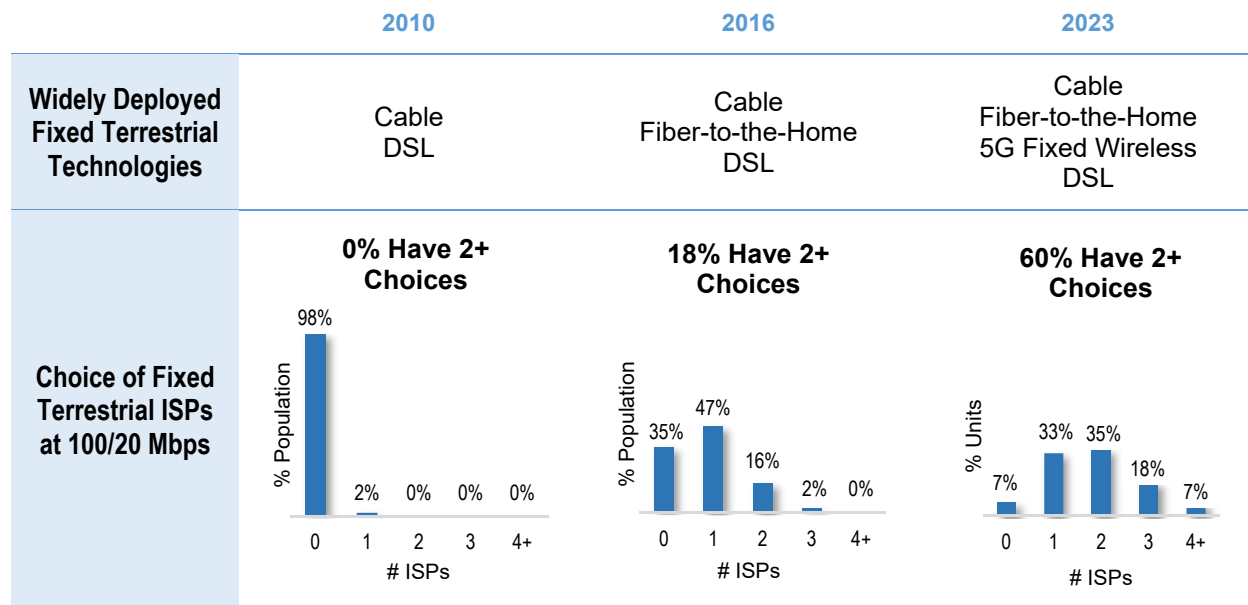 2010 2016 2023
Widely Deployed
Fixed Terrestrial
Technologies
Cable
DSL
Cable
Fiber-to-the-Home
DSL
Cable
Fiber-to-the-Home
5G Fixed Wireless
DSL
Choice of Fixed
Terrestrial ISPs
at 100/20 Mbps
0% Have 2+
Choices
% Population
98% 2% 0% 0% 0%
0 1 2 3 4+
# ISPs
18% Have 2+
Choices
% Population
35% 47% 16% 2% 0%
0 1 2 3 4+
# ISPs
60% Have 2+
Choices
% Units
7% 33% 35% 18% 7%
0 1 2 3 4+
# ISPs